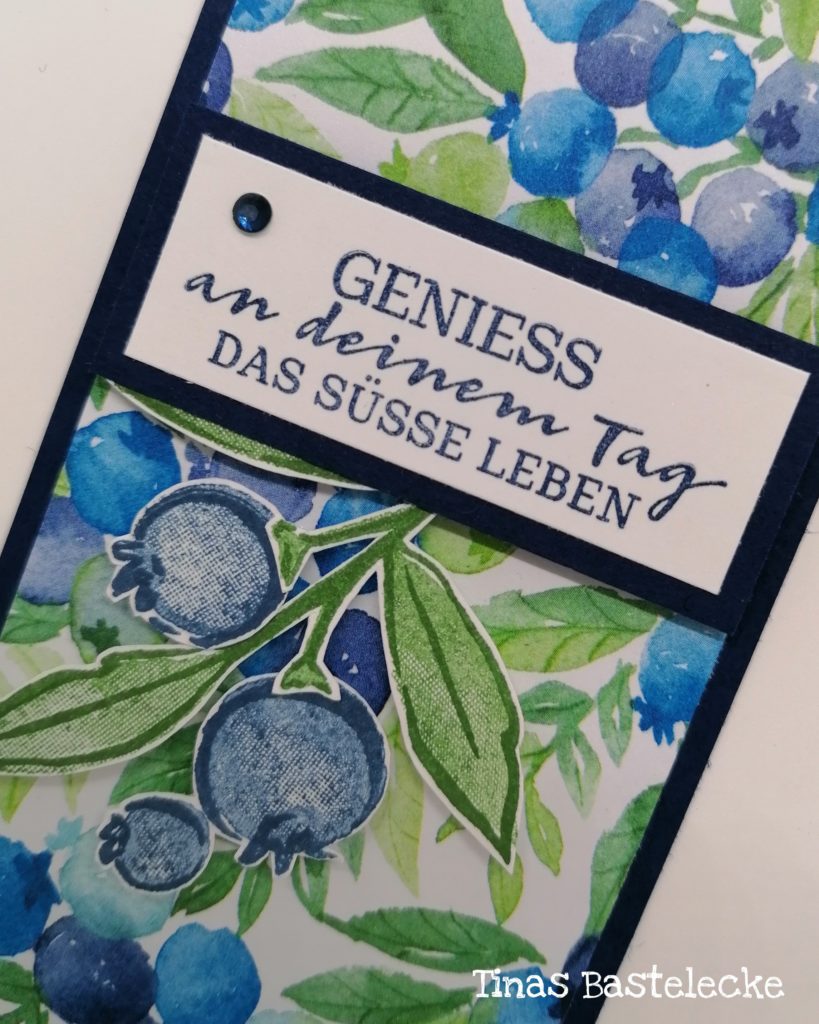 GENIESS
an deinem Tag
DAS SÜSSE LEBEN
Tinas Bastelecke